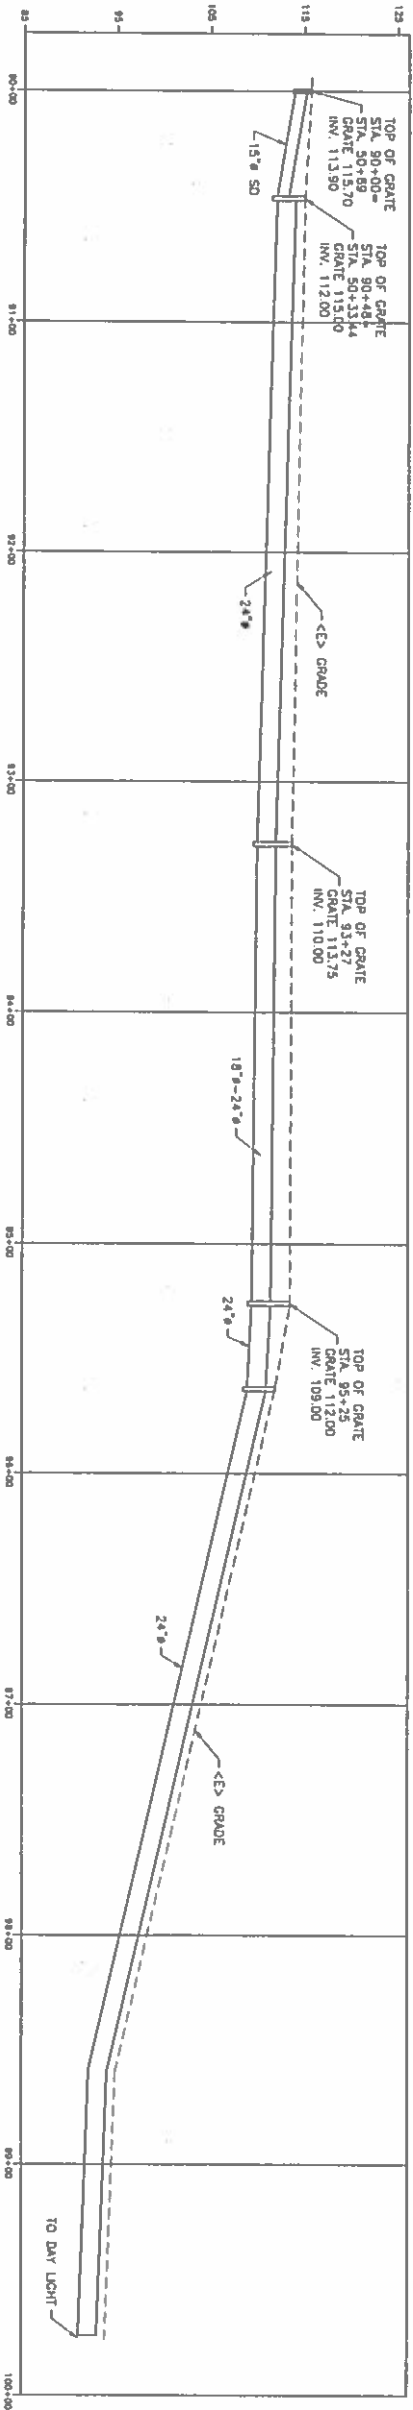 125
115
105
95
85
TOP OF GRATE
STA. 90+00=
STA. 50+89
GRATE 115.70
INV. 113.90
TOP OF GRATE
STA. 90+48=
STA. 50+33.44
GRATE 115.00
INV. 112.00
15"ø SD
24"ø
<E> GRADE
TOP OF GRATE
STA. 93+27
GRATE 113.75
INV. 110.00
18"ø-24"ø
TOP OF GRATE
STA. 95+25
GRATE 112.00
INV. 109.00
24"ø
24"ø
<E> GRADE
TO DAY LIGHT
90+00
91+00
92+00
93+00
94+00
95+00
96+00
97+00
98+00
99+00
100+00